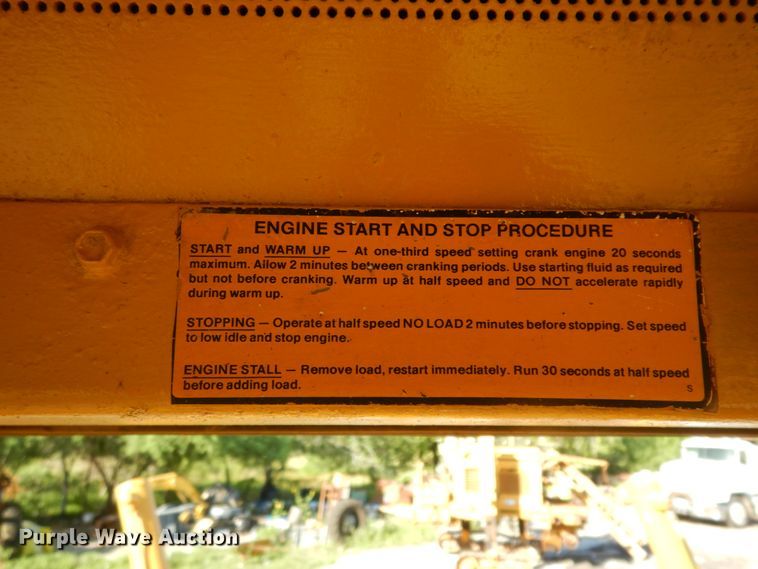 ENGINE START AND STOP PROCEDURE
START and WARM UP — At one-third speed setting crank engine 20 seconds
maximum. Allow 2 minutes between cranking periods. Use starting fluid as required
but not before cranking. Warm up at half speed and DO NOT accelerate rapidly
during warm up.
STOPPING — Operate at half speed NO LOAD 2 minutes before stopping. Set speed
to low idle and stop engine.
ENGINE STALL — Remove load, restart immediately. Run 30 seconds at half speed
before adding load.
S
Purple Wave Auction